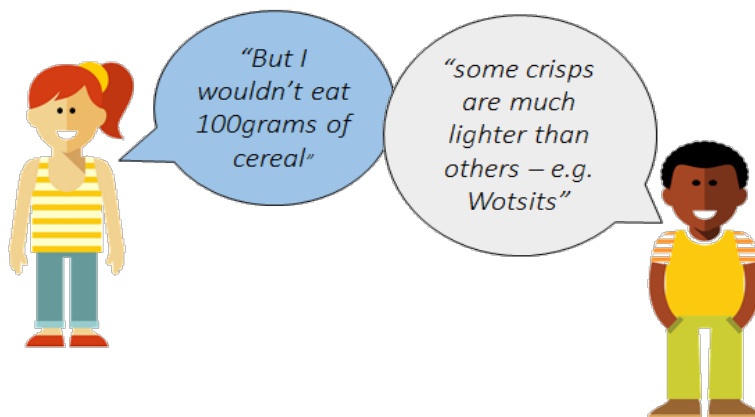 “But I
wouldn’t eat
100grams of
cereal”
“some crisps
are much
lighter than
others – e.g.
Wotsits”